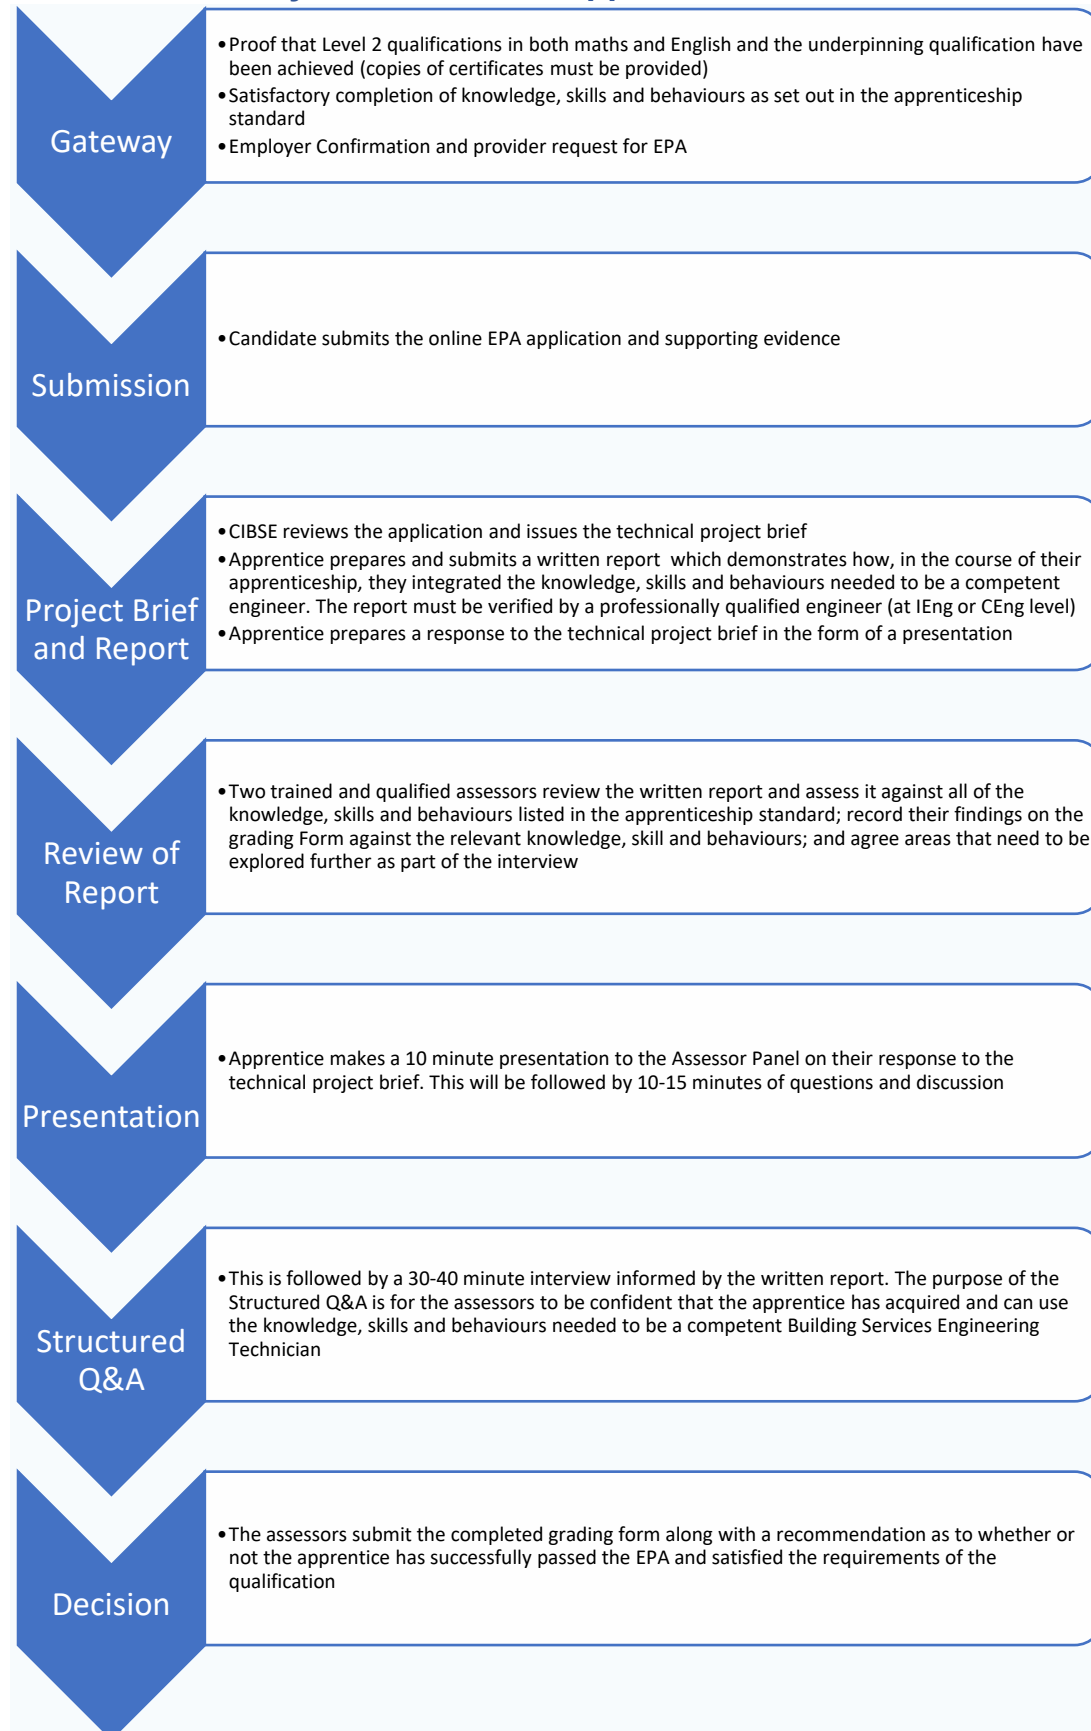 Gateway
•Proof that Level 2 qualifications in both maths and English and the underpinning qualification have
been achieved (copies of certificates must be provided)
•Satisfactory completion of knowledge, skills and behaviours as set out in the apprenticeship
standard
•Employer Confirmation and provider request for EPA
Submission
•Candidate submits the online EPA application and supporting evidence
Project Brief
and Report
•CIBSE reviews the application and issues the technical project brief
•Apprentice prepares and submits a written report which demonstrates how, in the course of their
apprenticeship, they integrated the knowledge, skills and behaviours needed to be a competent
engineer. The report must be verified by a professionally qualified engineer (at IEng or CEng level)
•Apprentice prepares a response to the technical project brief in the form of a presentation
Review of
Report
•Two trained and qualified assessors review the written report and assess it against all of the
knowledge, skills and behaviours listed in the apprenticeship standard; record their findings on the
grading Form against the relevant knowledge, skill and behaviours; and agree areas that need to be
explored further as part of the interview
Presentation
•Apprentice makes a 10 minute presentation to the Assessor Panel on their response to the
technical project brief. This will be followed by 10-15 minutes of questions and discussion
Structured
Q&A
•This is followed by a 30-40 minute interview informed by the written report. The purpose of the
Structured Q&A is for the assessors to be confident that the apprentice has acquired and can use
the knowledge, skills and behaviours needed to be a competent Building Services Engineering
Technician
Decision
•The assessors submit the completed grading form along with a recommendation as to whether or
not the apprentice has successfully passed the EPA and satisfied the requirements of the
qualification